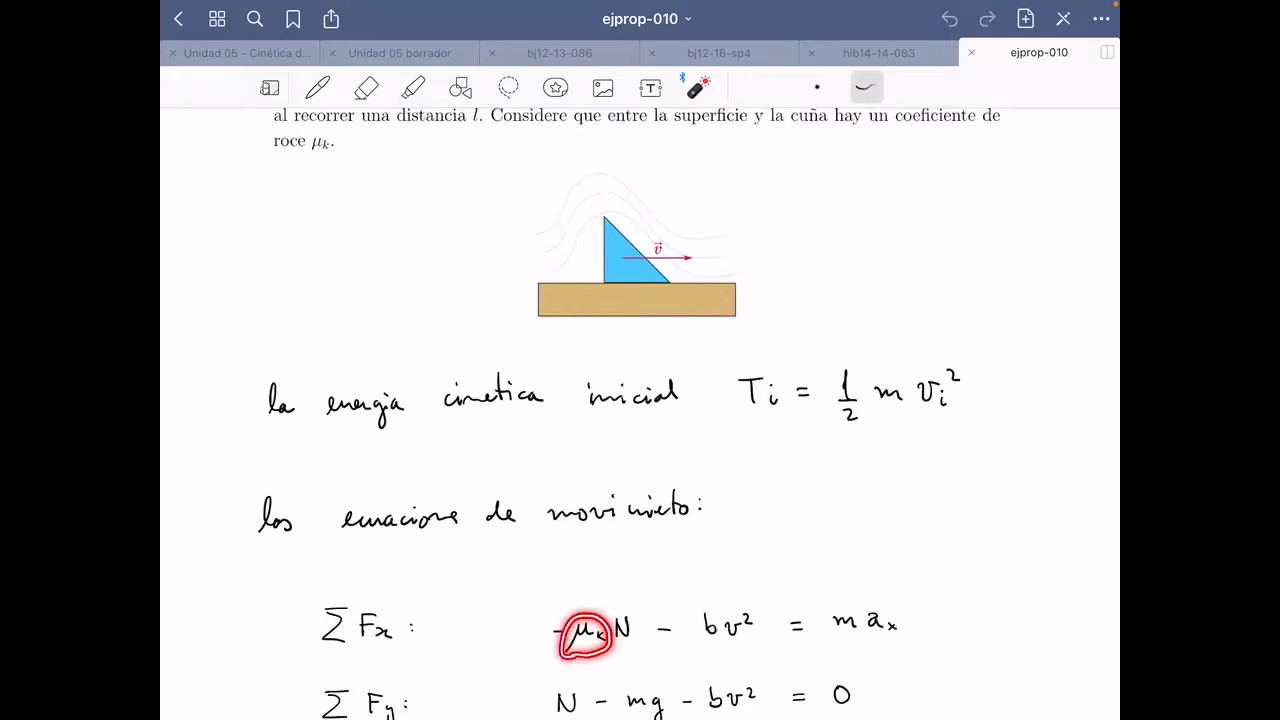 ejprop-010
Unidad 05 - Cinética d...
Unidad 05 borrador
bj12-13-086
bj12-16-sp4
hib14-14-083
ejprop-010
al recorrer una distancia l. Considere que entre la superficie y la cuña hay un coeficiente de
roce μₖ.
v⃗
la energia cinetica inicial Tᵢ = 1/2 m vᵢ²
las ecuaciones de movimiento:
∑ Fₓ: -μₖN - bv² = m aₓ
∑ Fᵧ: N - mg - bv² = 0